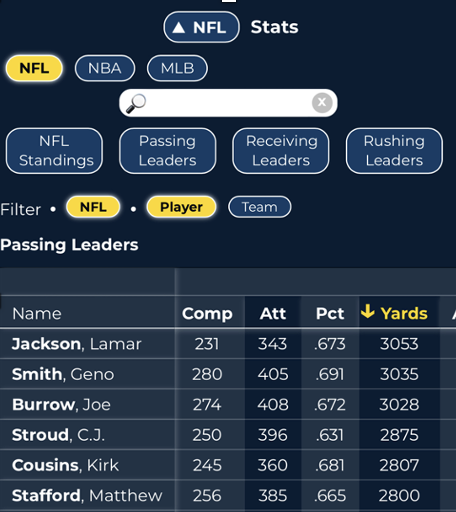 ▲ NFL Stats
NFL NBA MLB
X
NFL Standings
Passing Leaders
Receiving Leaders
Rushing Leaders
Filter • NFL • Player Team
Passing Leaders
Name Comp Att Pct ↓ Yards
Jackson, Lamar 231 343 .673 3053
Smith, Geno 280 405 .691 3035
Burrow, Joe 274 408 .672 3028
Stroud, C.J. 250 396 .631 2875
Cousins, Kirk 245 360 .681 2807
Stafford, Matthew 256 385 .665 2800